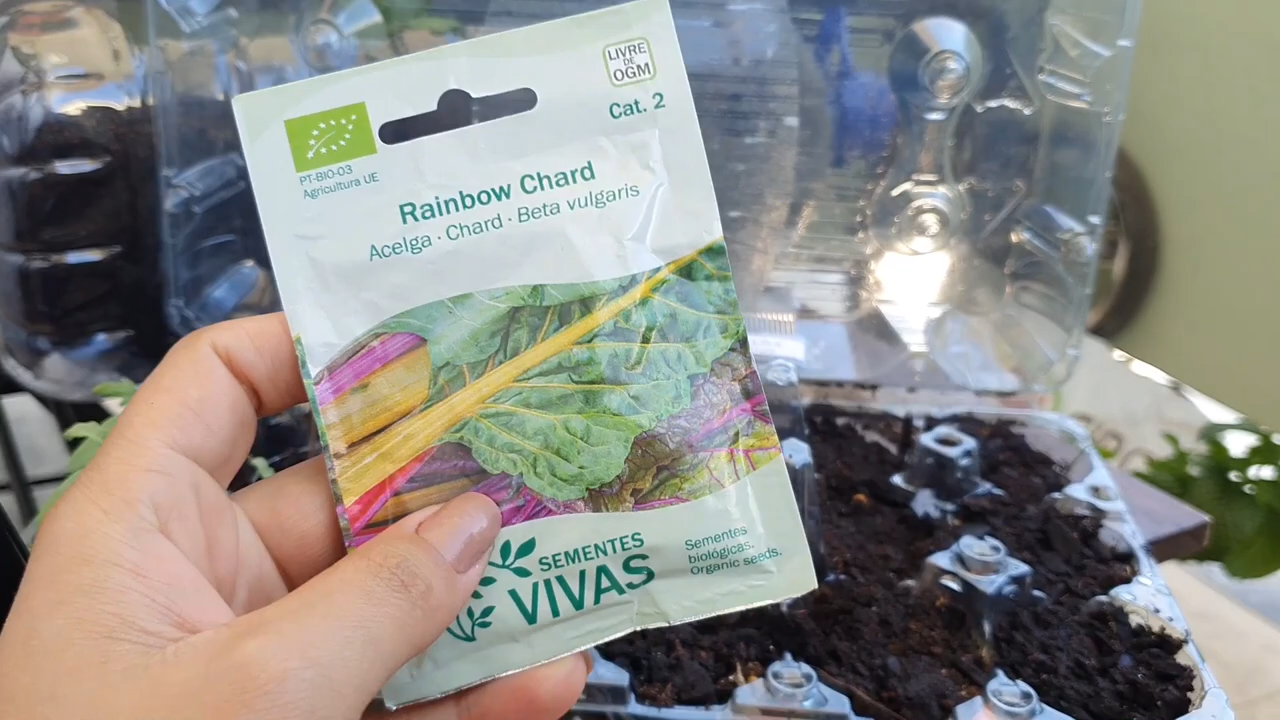 LIVRE
DE
OGM
Cat. 2
PT-BIO-03
Agricultura UE
Rainbow Chard
Acelga · Chard · Beta vulgaris
SEMENTES
VIVAS
Sementes
biológicas.
Organic seeds.